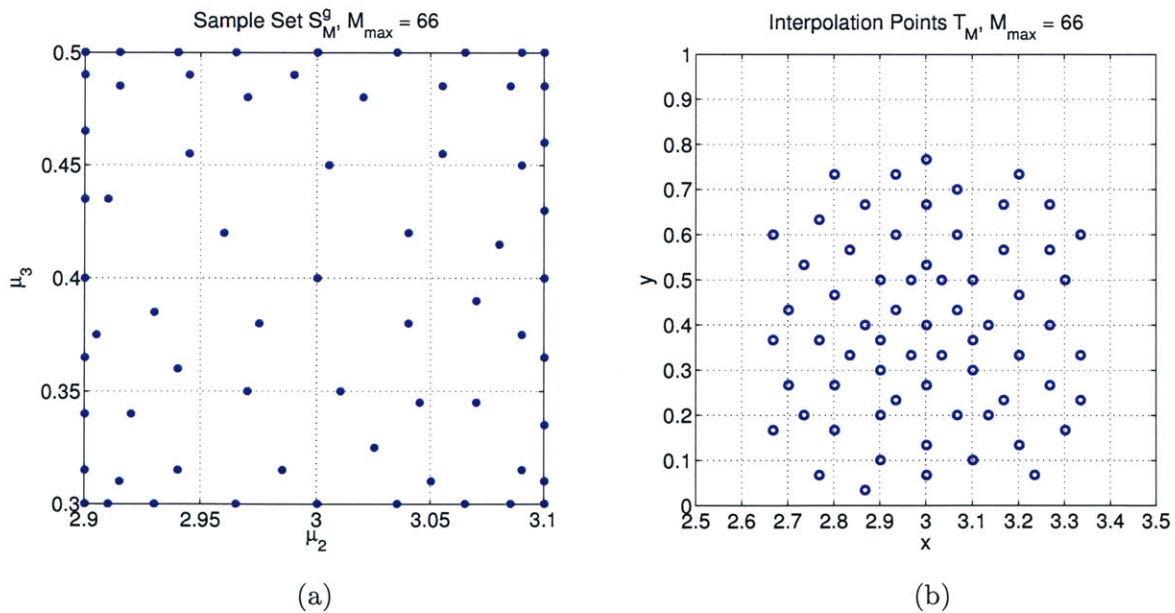 Sample Set S_M^g, M_max = 66
0.5
0.45
0.4
0.35
0.3
μ_3
2.9 2.95 3 3.05 3.1
μ_2
(a)
Interpolation Points T_M, M_max = 66
1
0.9
0.8
0.7
0.6
0.5
0.4
0.3
0.2
0.1
0
y
2.5 2.6 2.7 2.8 2.9 3 3.1 3.2 3.3 3.4 3.5
x
(b)